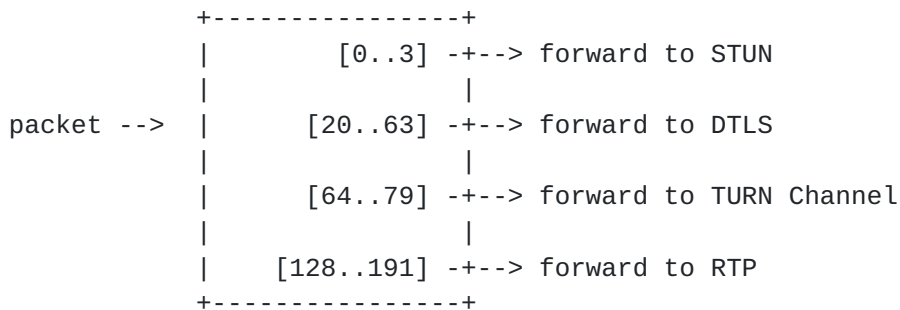 +----------------+
|        [0..3] -+--> forward to STUN
|                |
packet -->  |      [20..63] -+--> forward to DTLS
|                |
|      [64..79] -+--> forward to TURN Channel
|                |
|    [128..191] -+--> forward to RTP
+----------------+